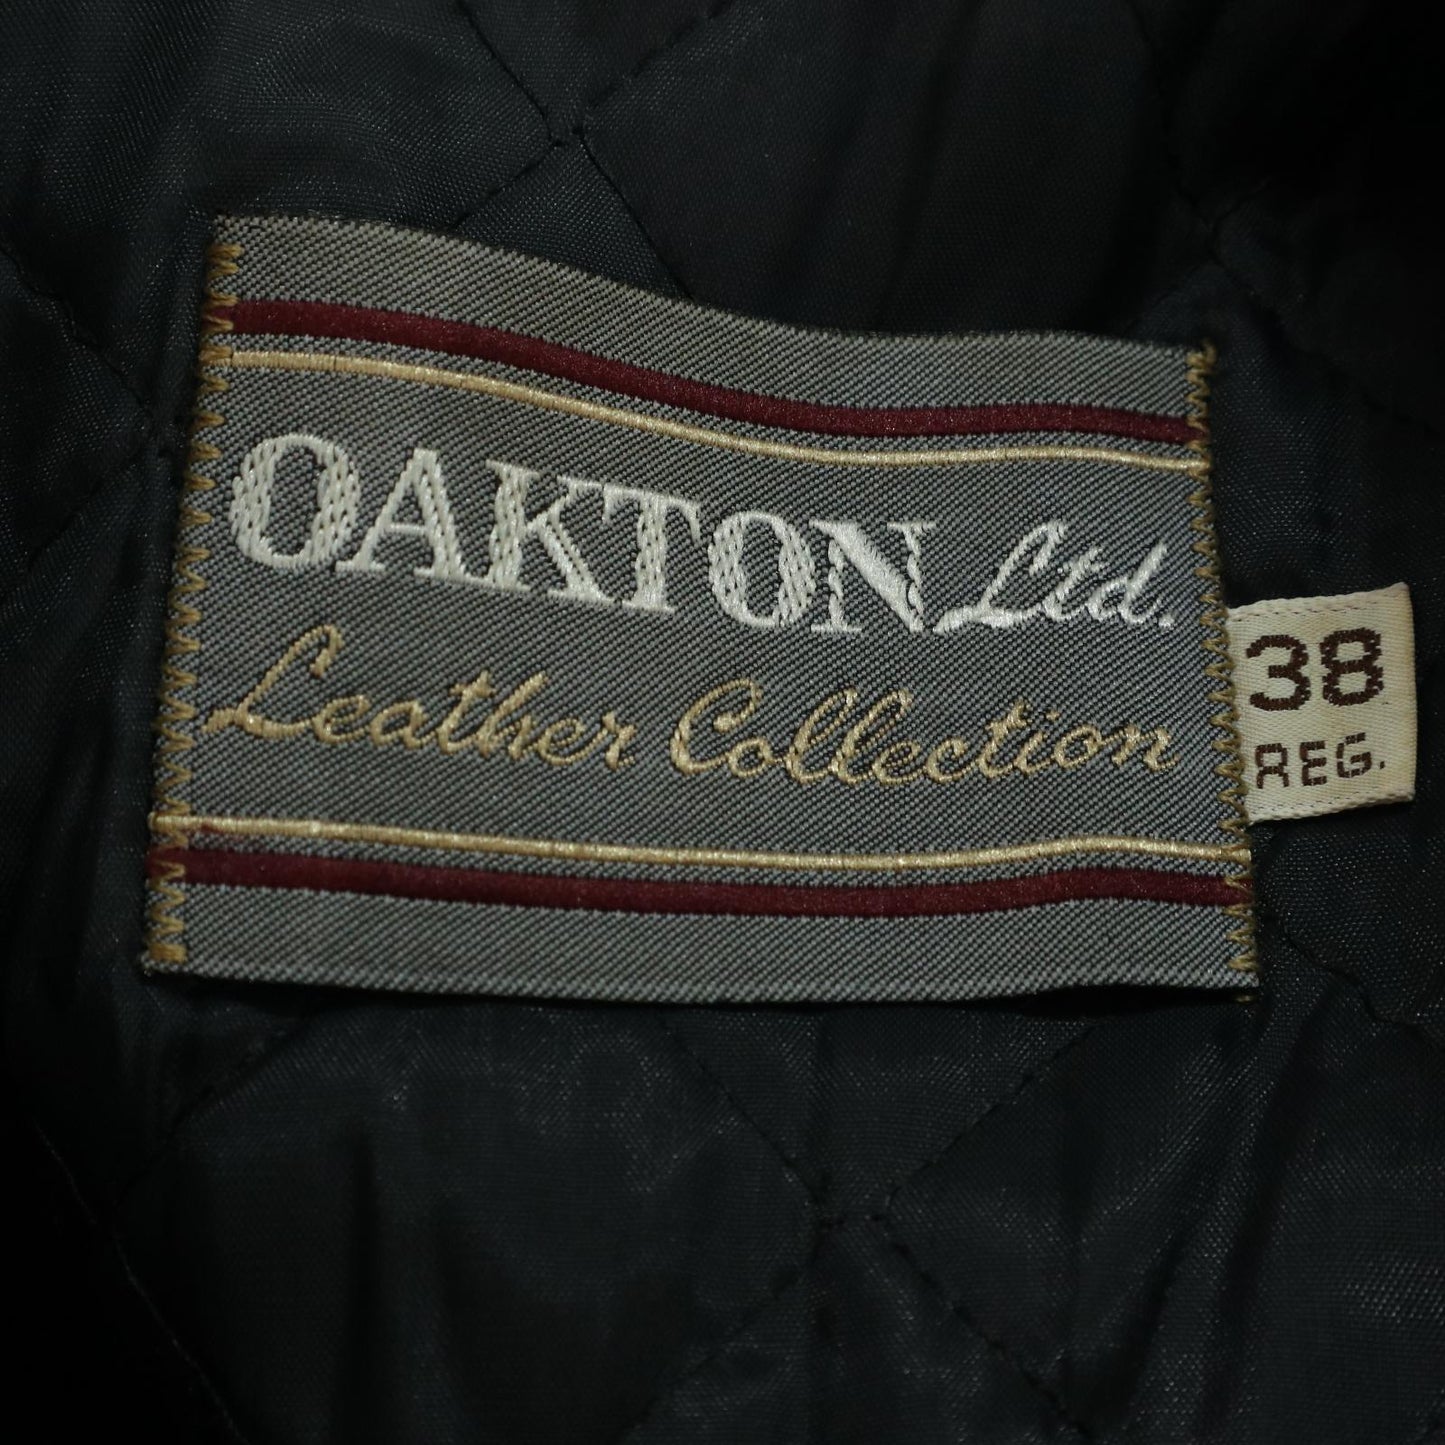 OAKTON Ltd.
Leather Collection
38
REG.